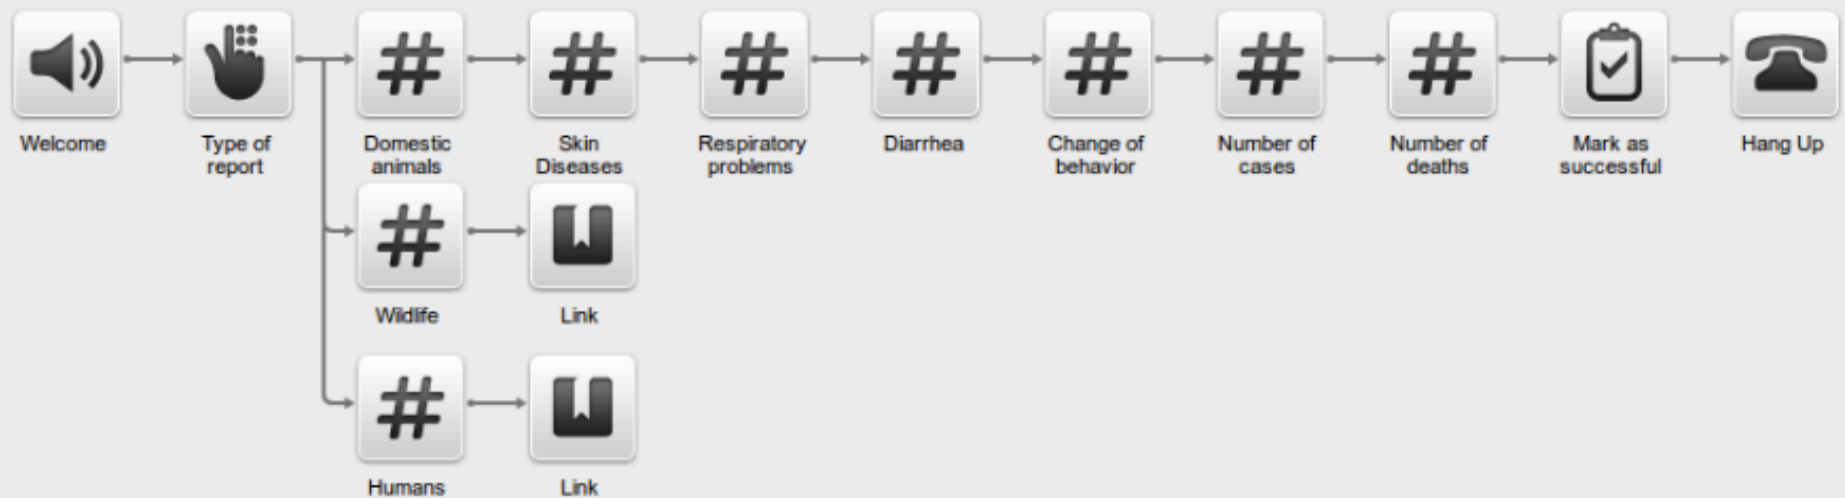 Welcome
Type of
report
Domestic
animals
Skin
Diseases
Respiratory
problems
Diarrhea
Change of
behavior
Number of
cases
Number of
deaths
Mark as
successful
Hang Up
Wildlife
Link
Humans
Link